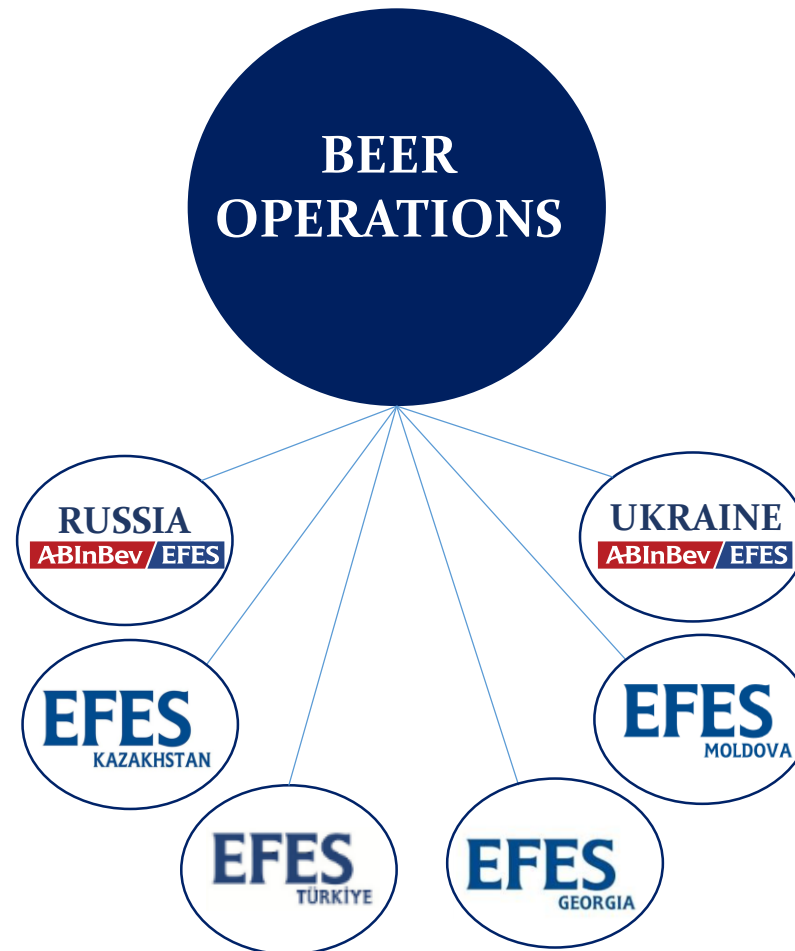 BEER
OPERATIONS
RUSSIA
ABInBev EFES
UKRAINE
ABInBev EFES
EFES
KAZAKHSTAN
EFES
MOLDOVA
EFES
TÜRKİYE
EFES
GEORGIA